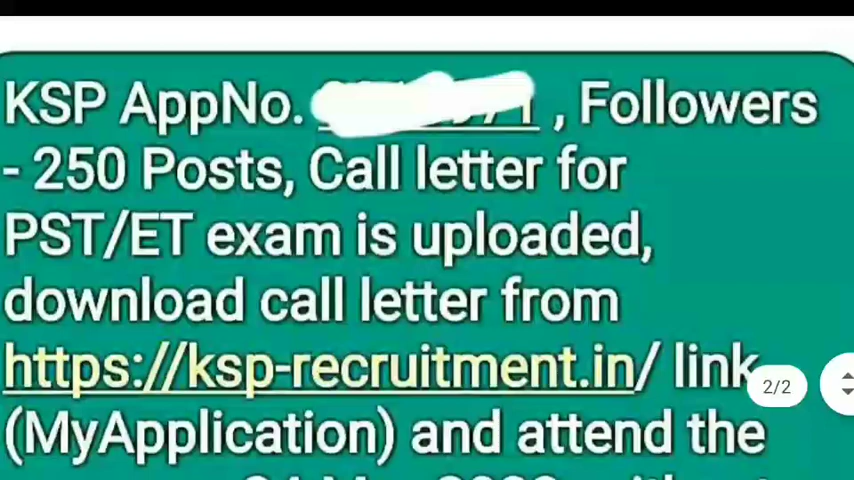 KSP AppNo. , Followers
- 250 Posts, Call letter for
PST/ET exam is uploaded,
download call letter from
https://ksp-recruitment.in/ link
2/2
(MyApplication) and attend the